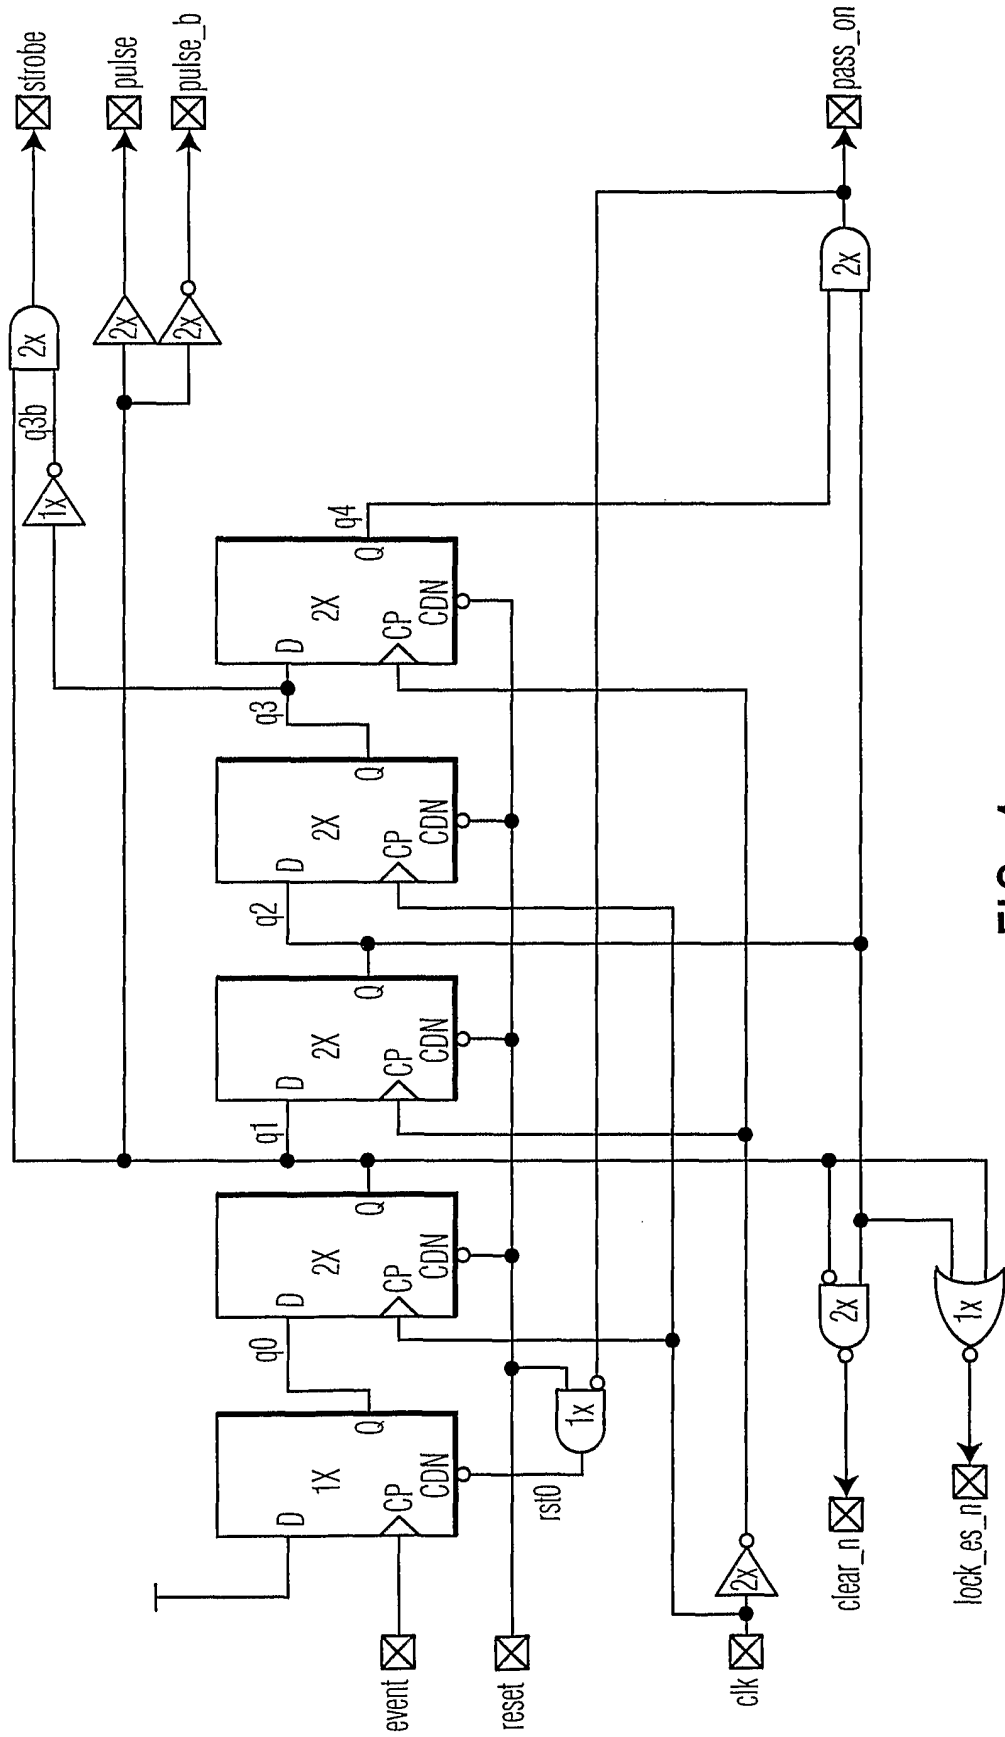 strobe
pulse
pulse_b
pass_on
2x
q3b
1x
2x
2x
2x
q4
Q
D
2X
CP
CDN
q3
Q
D
2X
CP
CDN
q2
Q
D
2X
CP
CDN
q1
Q
D
2X
CP
CDN
q0
Q
D
1X
CP
CDN
rst0
1x
2x
2x
1x
event
reset
clk
clear_n
lock_es_n